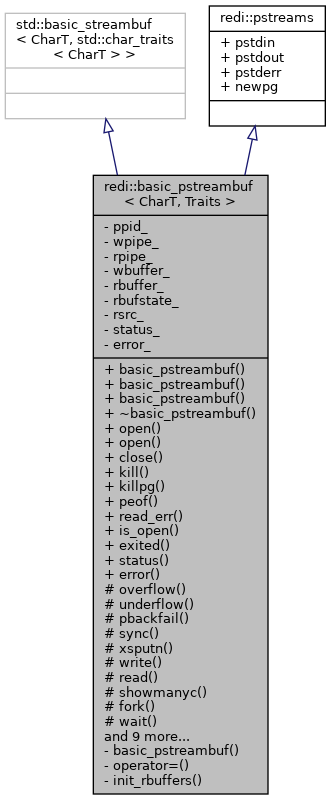 std::basic_streambuf
< CharT, std::char_traits
< CharT > >
redi::pstreams
+ pstdin
+ pstdout
+ pstderr
+ newpg
redi::basic_pstreambuf
< CharT, Traits >
- ppid_
- wpipe_
- rpipe_
- wbuffer_
- rbuffer_
- rbufstate_
- rsrc_
- status_
- error_
+ basic_pstreambuf()
+ basic_pstreambuf()
+ basic_pstreambuf()
+ ~basic_pstreambuf()
+ open()
+ open()
+ close()
+ kill()
+ killpg()
+ peof()
+ read_err()
+ is_open()
+ exited()
+ status()
+ error()
# overflow()
# underflow()
# pbackfail()
# sync()
# xsputn()
# write()
# read()
# showmanyc()
# fork()
# wait()
and 9 more...
- basic_pstreambuf()
- operator=()
- init_rbuffers()